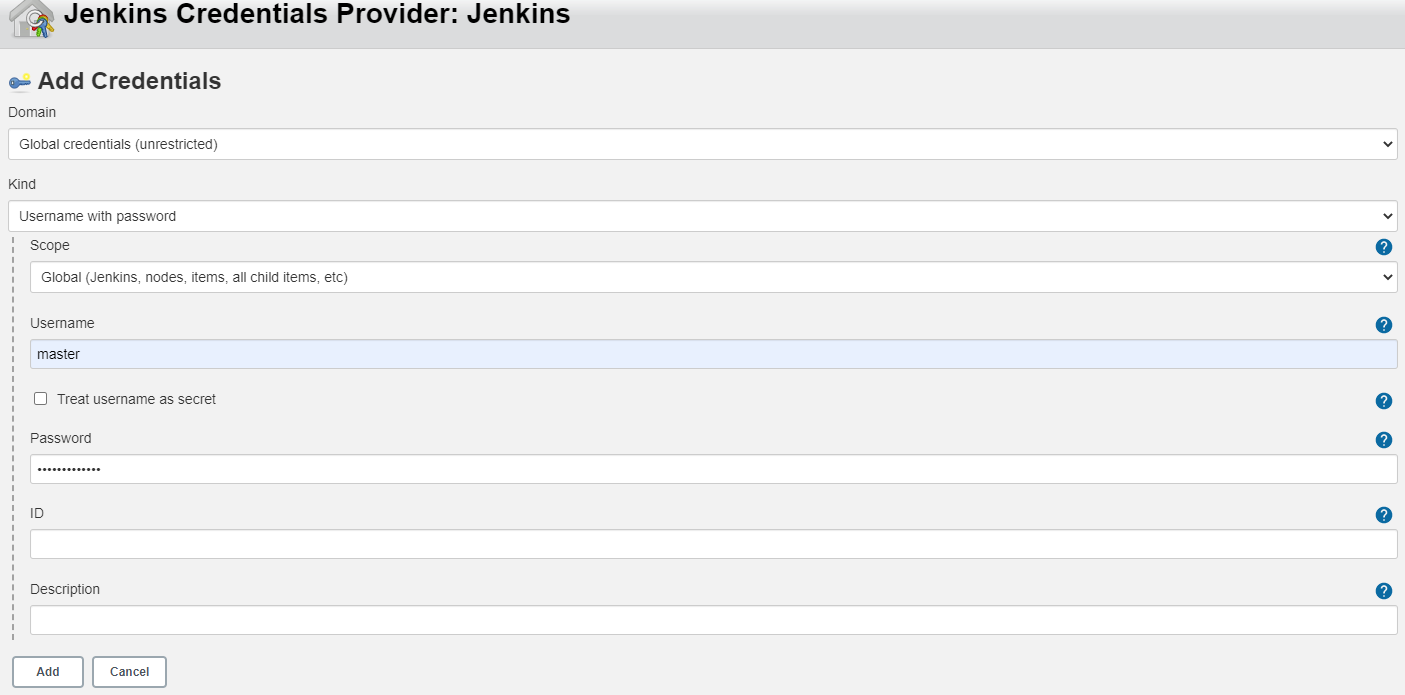 Jenkins Credentials Provider: Jenkins
Add Credentials
Domain
Global credentials (unrestricted)
Kind
Username with password
Scope
?
Global (Jenkins, nodes, items, all child items, etc)
Username
?
master
Treat username as secret
?
Password
?
•••••••••••••
ID
?
Description
?
Add Cancel